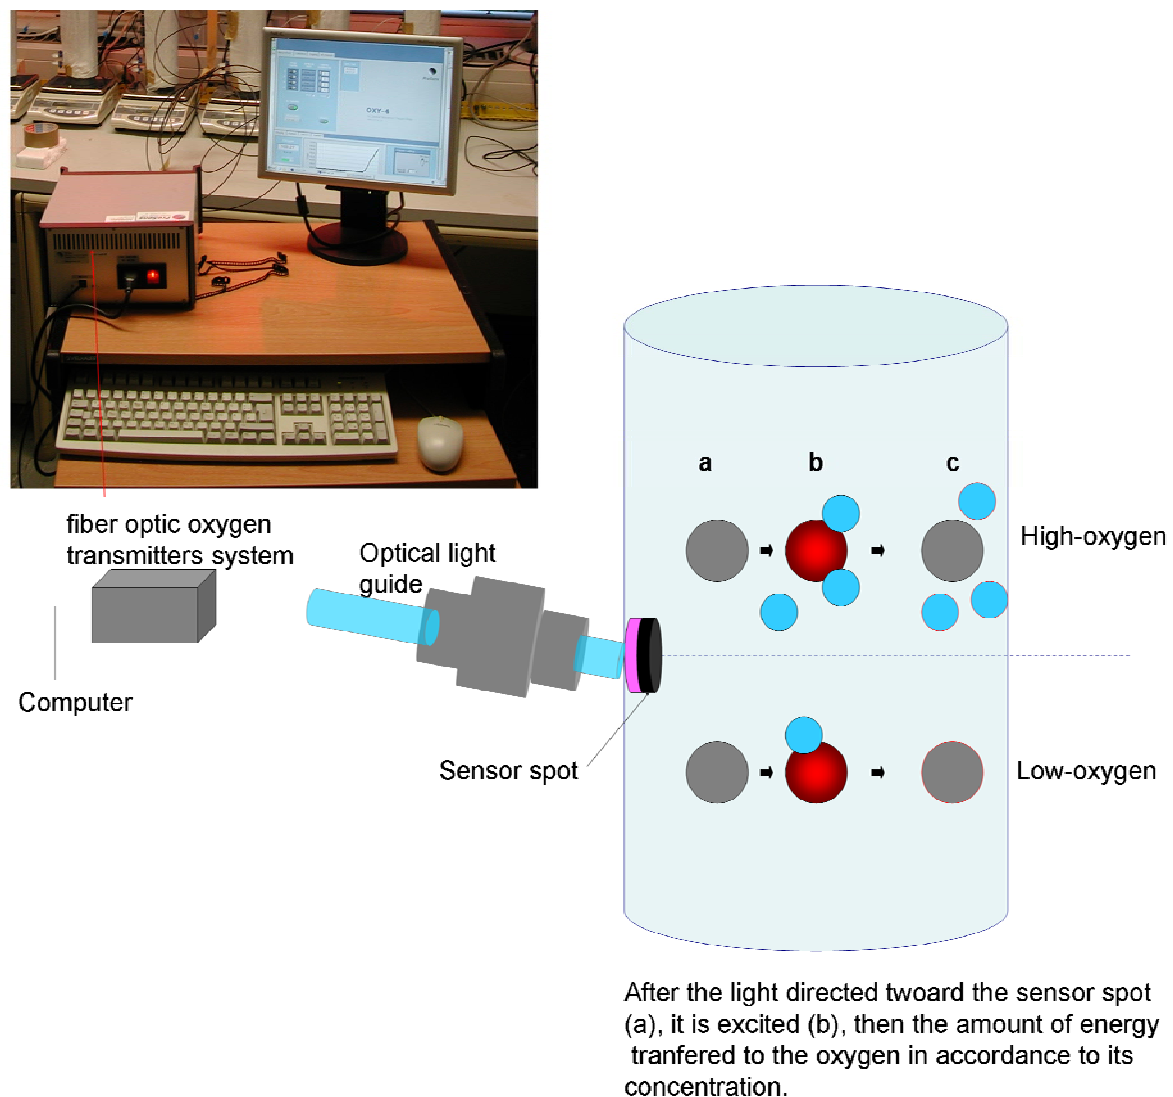 OXY-6
fiber optic oxygen
transmitters system
Optical light
guide
Computer
Sensor spot
a
b
c
High-oxygen
Low-oxygen
After the light directed twoard the sensor spot
(a), it is excited (b), then the amount of energy
tranfered to the oxygen in accordance to its
concentration.